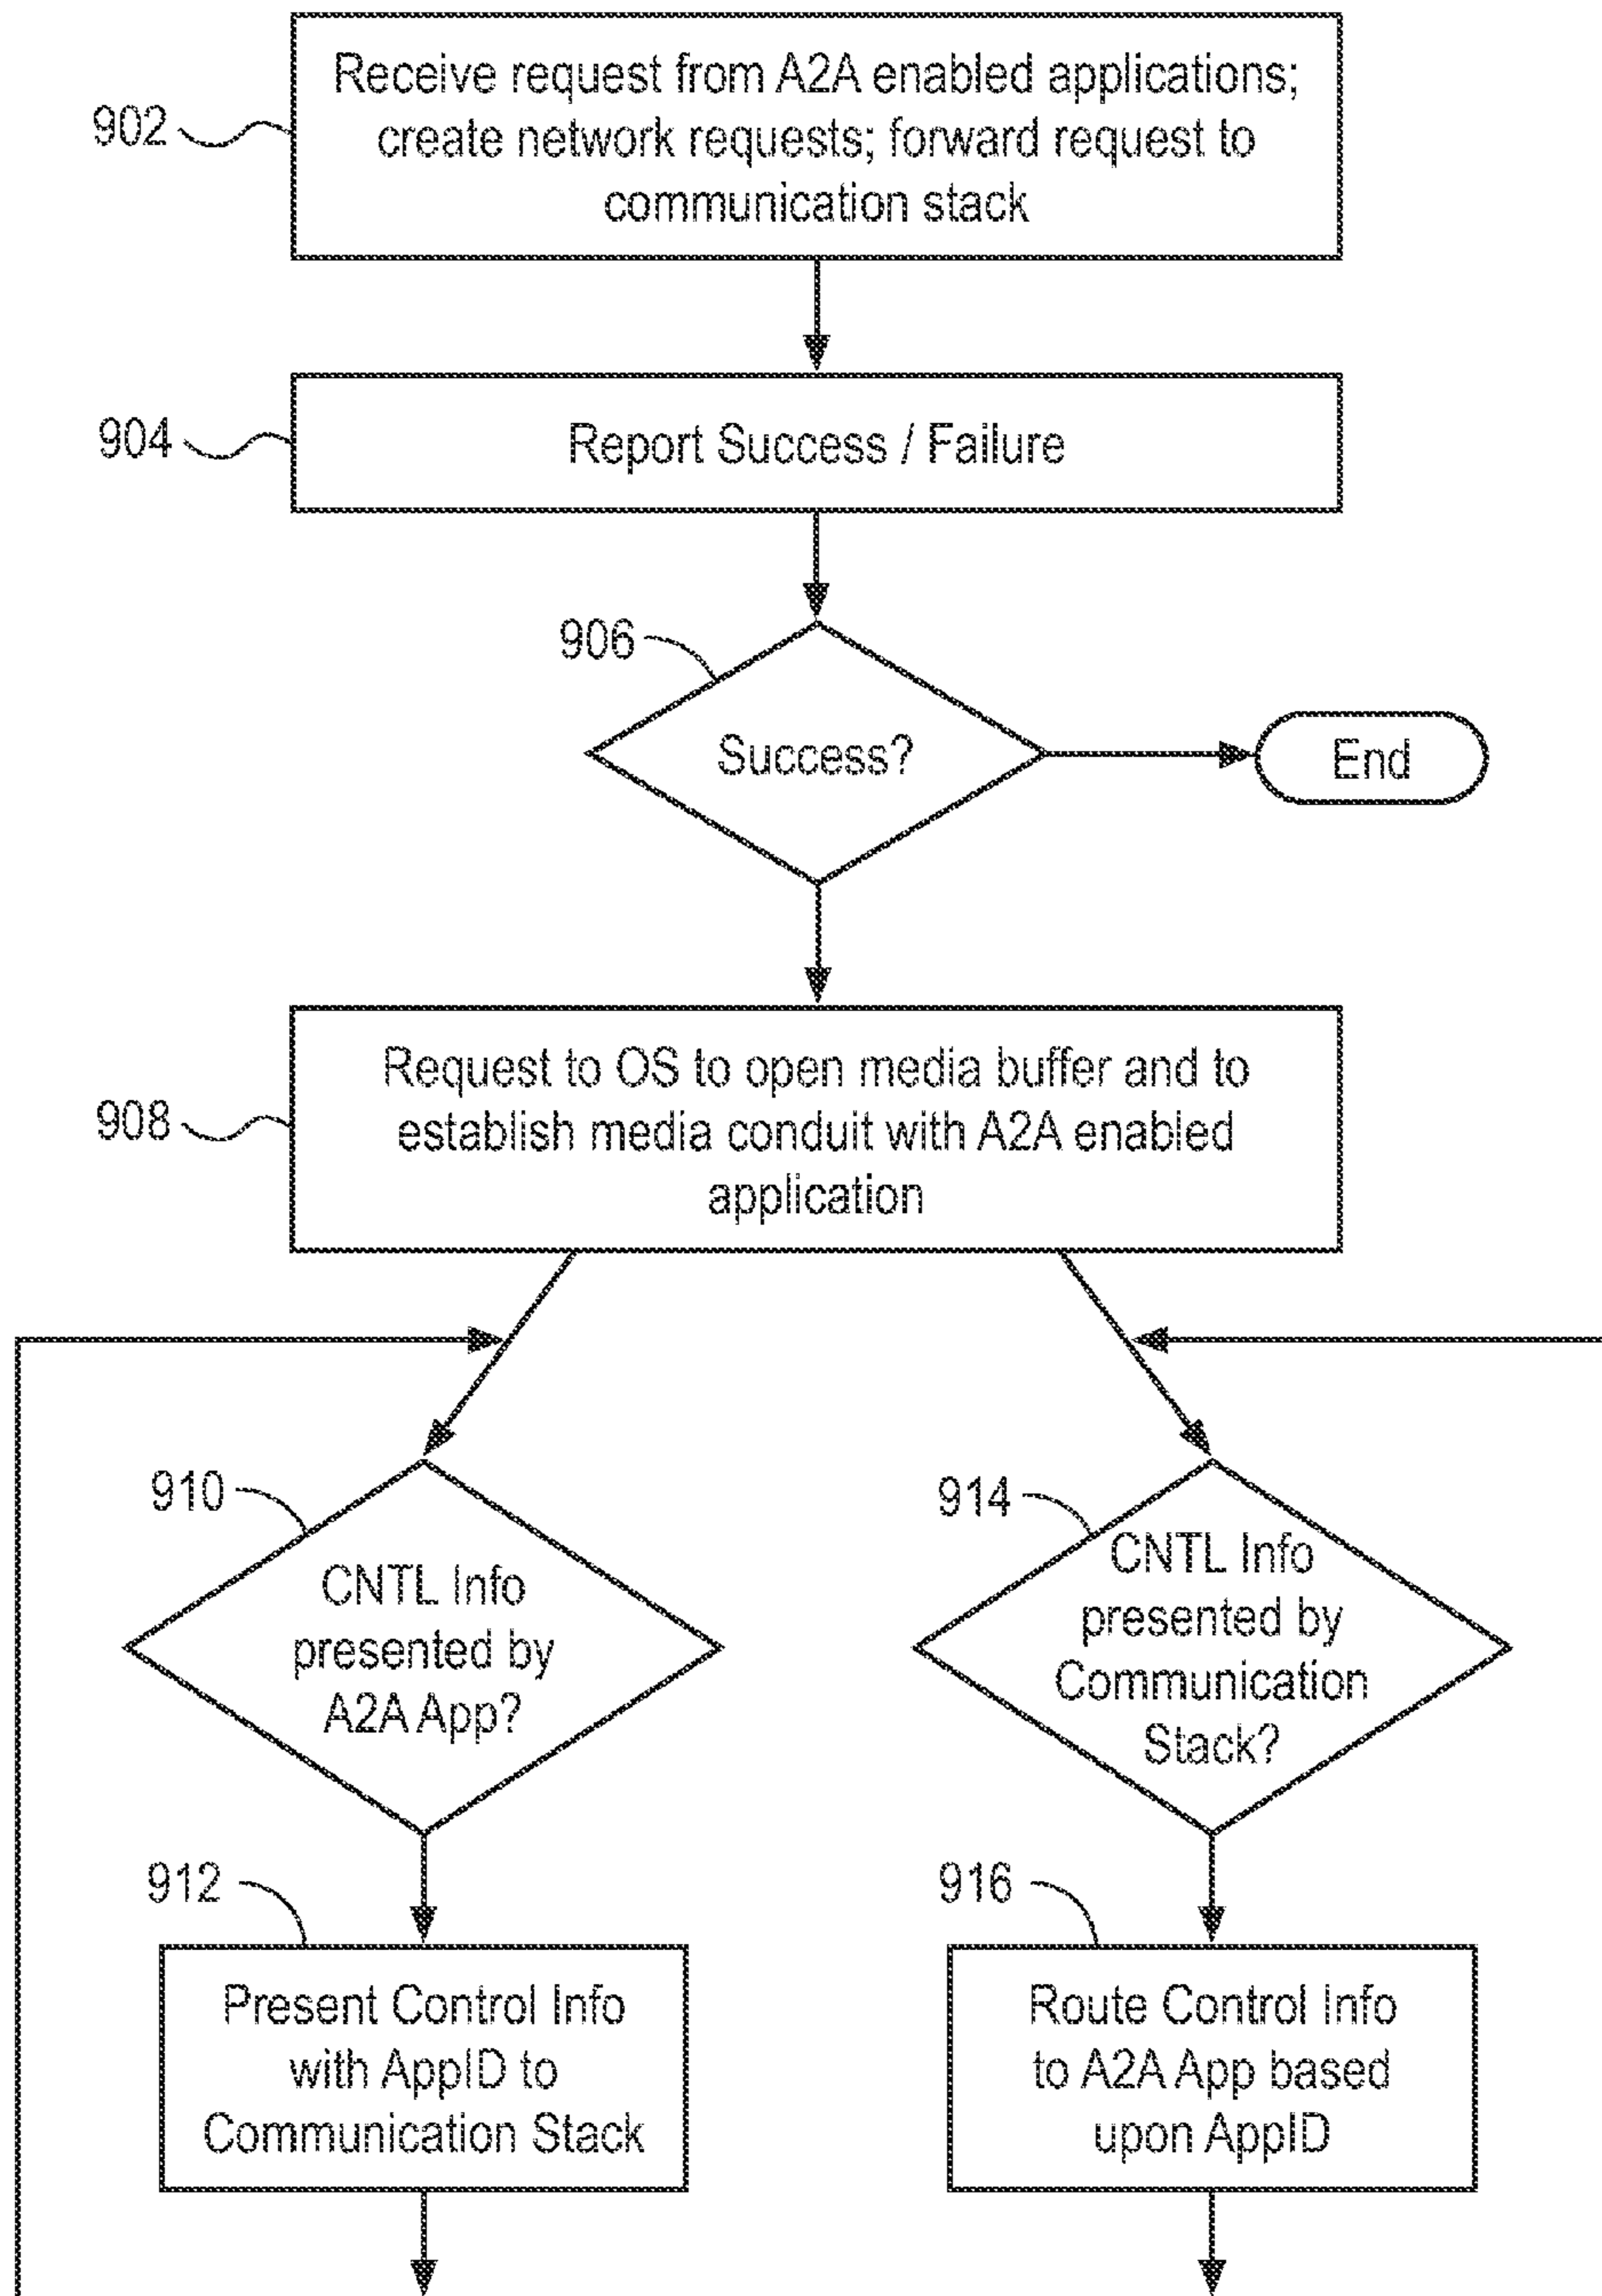 902
Receive request from A2A enabled applications;
create network requests; forward request to
communication stack
904
Report Success / Failure
906
Success?
End
908
Request to OS to open media buffer and to
establish media conduit with A2A enabled
application
910
CNTL Info
presented by
A2A App?
914
CNTL Info
presented by
Communication
Stack?
912
Present Control Info
with AppID to
Communication Stack
916
Route Control Info
to A2A App based
upon AppID